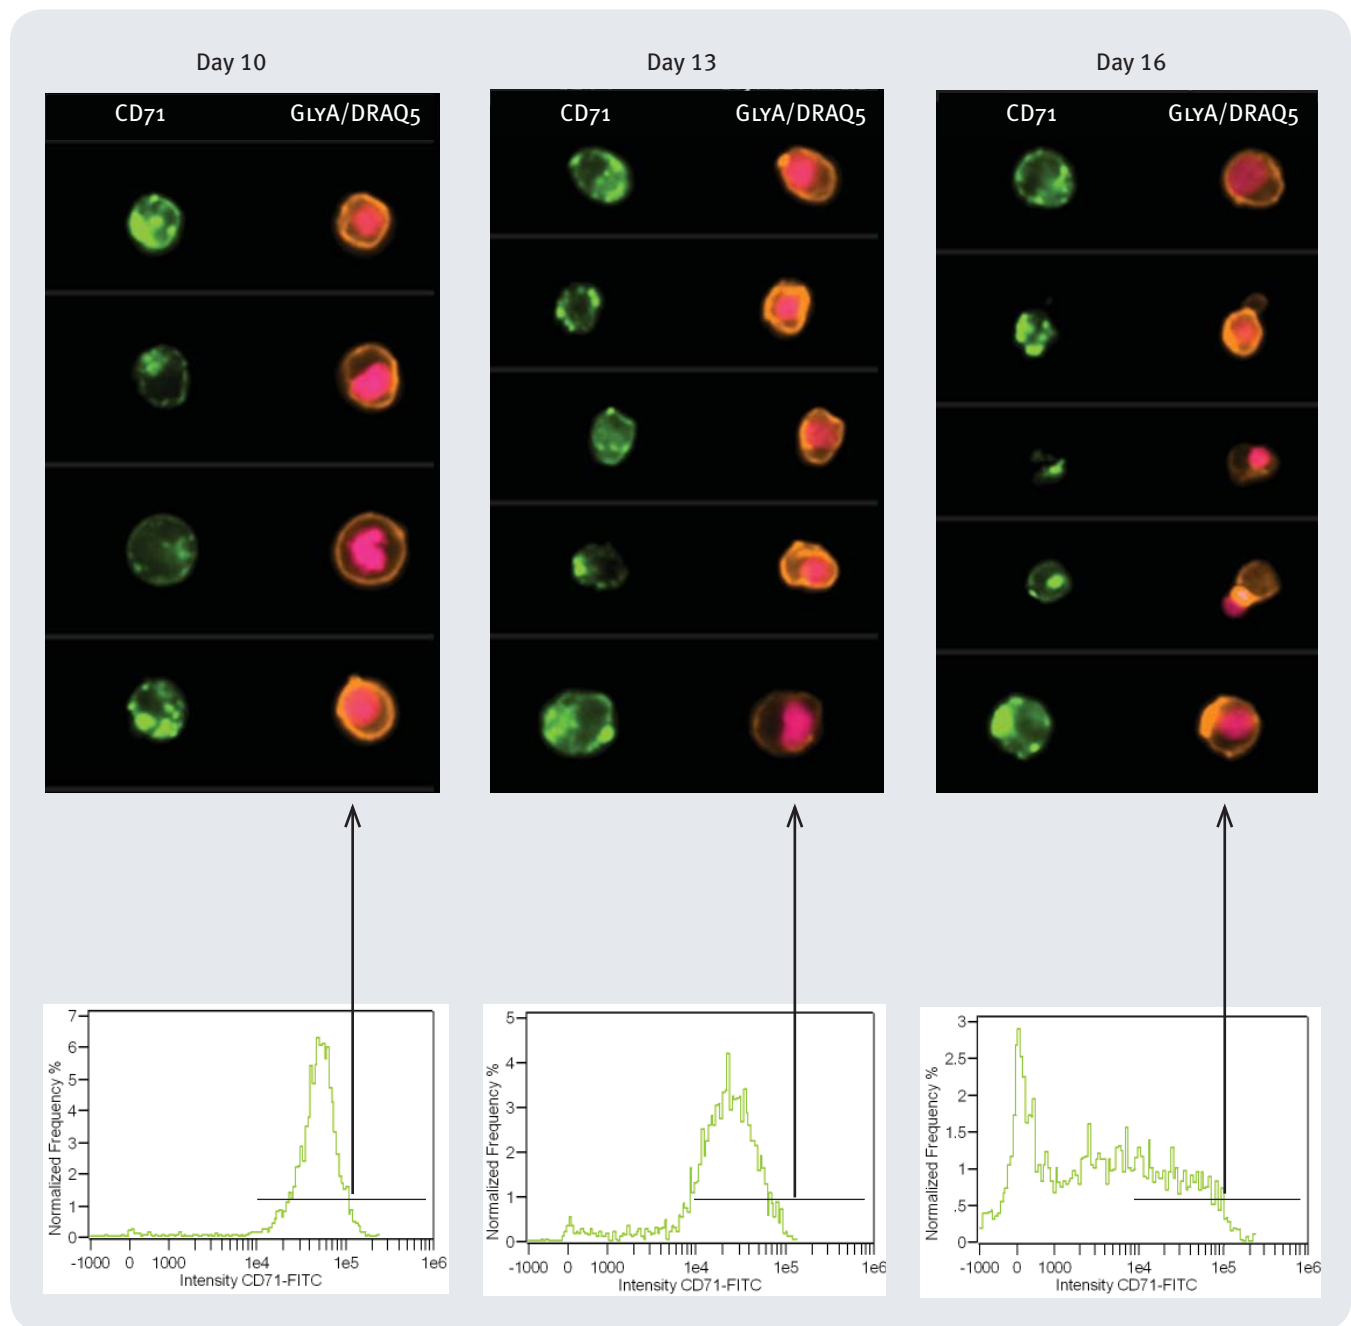 Day 10
Day 13
Day 16
CD71 GLYA/DRAQ5
CD71 GLYA/DRAQ5
CD71 GLYA/DRAQ5
Normalized Frequency %
7
6
5
4
3
2
1
0
-1000 0 1000 1e4 1e5 1e6
Intensity CD71-FITC
Normalized Frequency %
5
4
3
2
1
0
-1000 0 1000 1e4 1e5 1e6
Intensity CD71-FITC
Normalized Frequency %
3
2.5
2
1.5
1
.5
0
-1000 0 1000 1e4 1e5 1e6
Intensity CD71-FITC